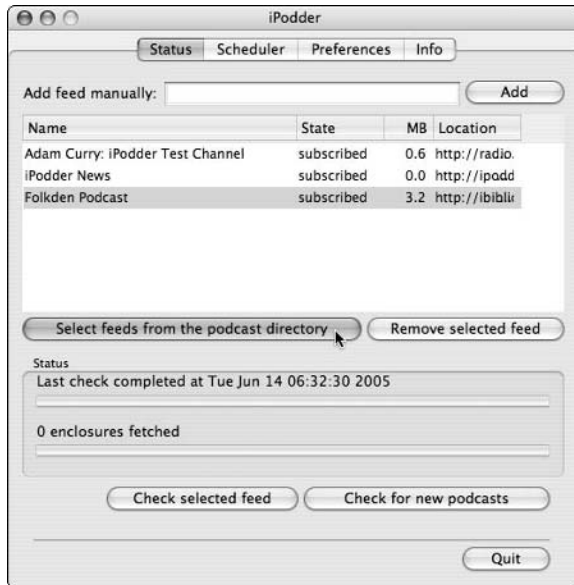 iPodder
Status Scheduler Preferences Info
Add feed manually: Add
Name State MB Location
Adam Curry: iPodder Test Channel subscribed 0.6 http://radio.
iPodder News subscribed 0.0 http://ipodd
Folkden Podcast subscribed 3.2 http://ibiblic
Select feeds from the podcast directory Remove selected feed
Status
Last check completed at Tue Jun 14 06:32:30 2005
0 enclosures fetched
Check selected feed Check for new podcasts
Quit